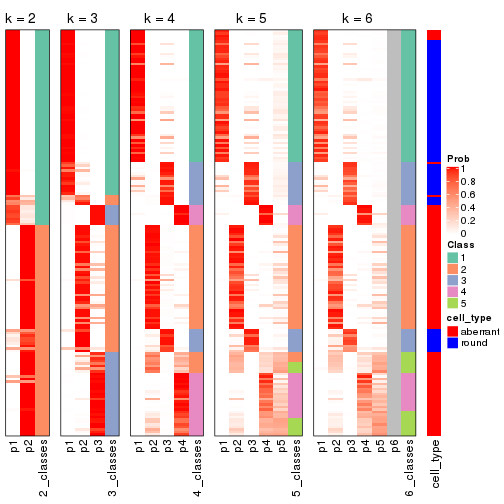 k = 2
k = 3
k = 4
k = 5
k = 6
Prob
1
0.8
0.6
0.4
0.2
0
Class
1
2
3
4
5
cell_type
aberrant
round
p1
p2
2_classes
p1
p2
p3
3_classes
p1
p2
p3
p4
4_classes
p1
p2
p3
p4
p5
5_classes
p1
p2
p3
p4
p5
p6
6_classes
cell_type